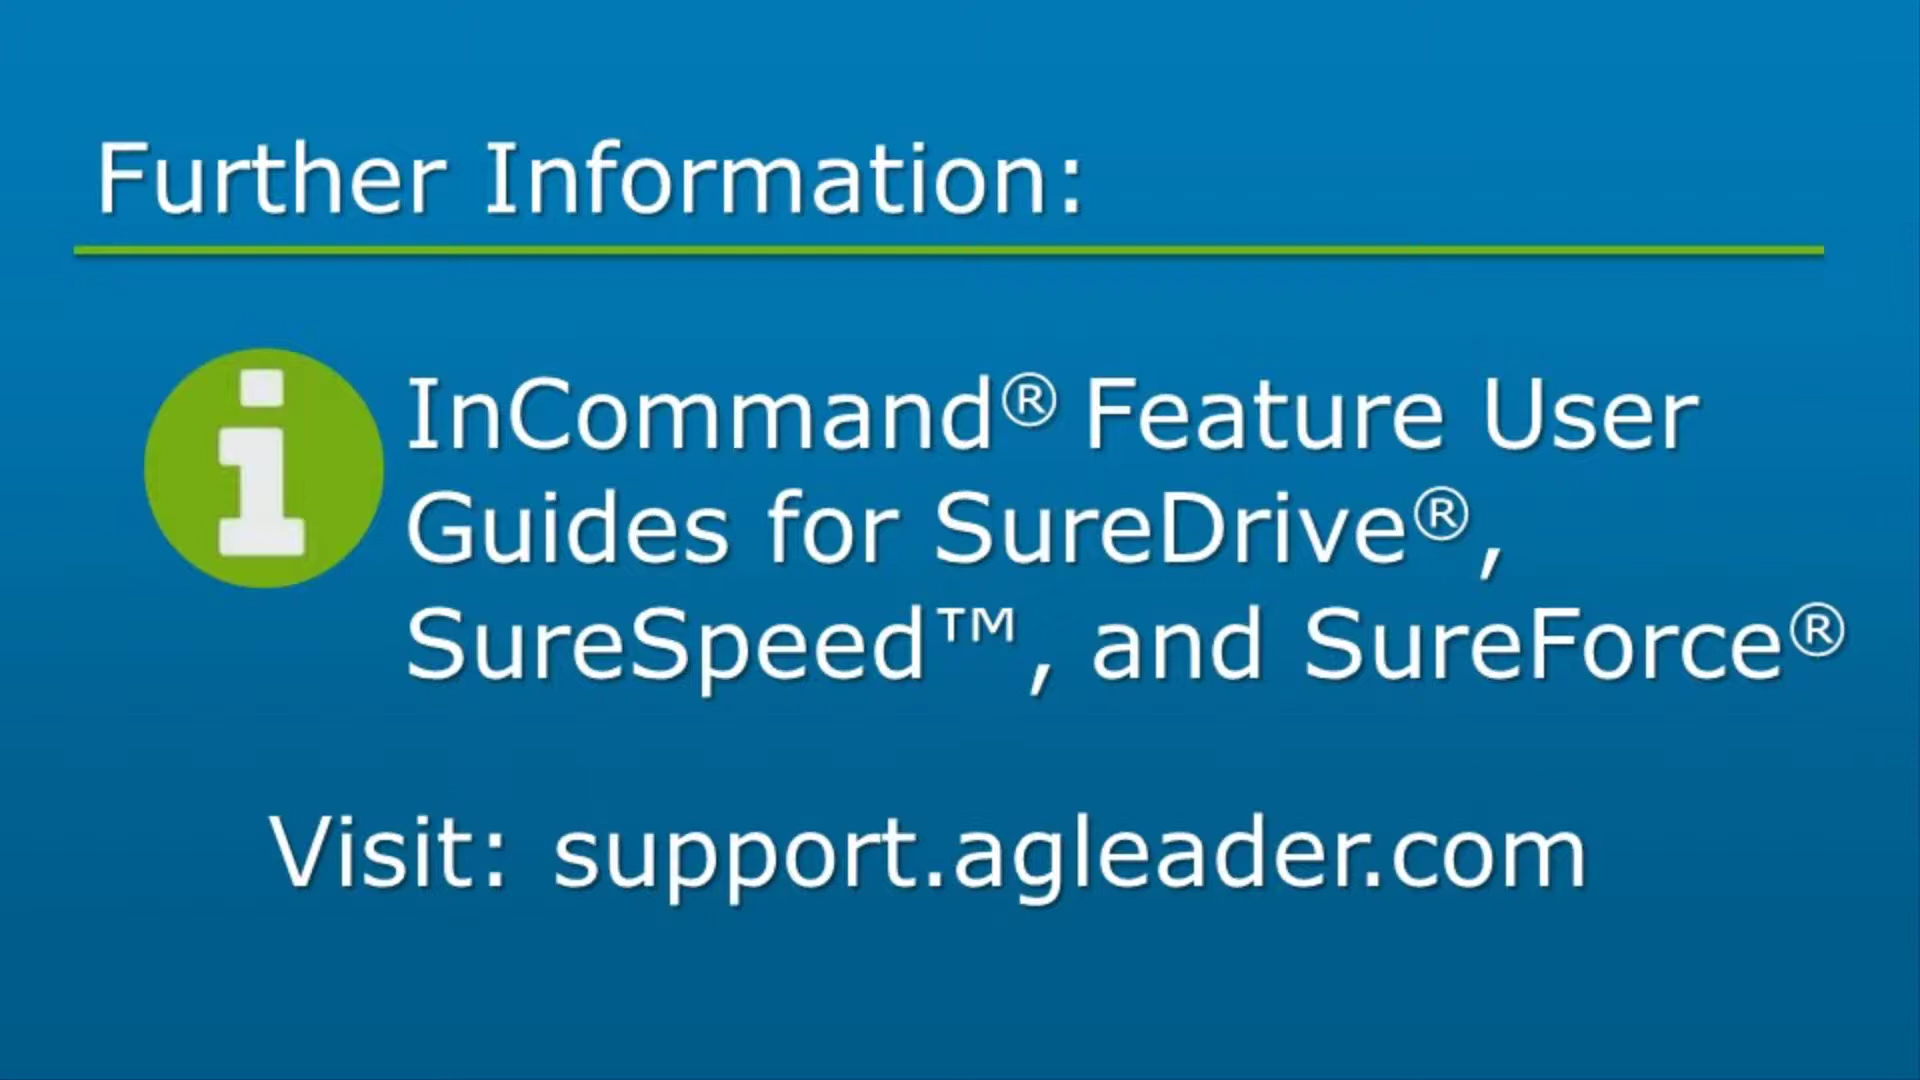 Further Information:
InCommand® Feature User
Guides for SureDrive®,
SureSpeed™, and SureForce®
Visit: support.agleader.com